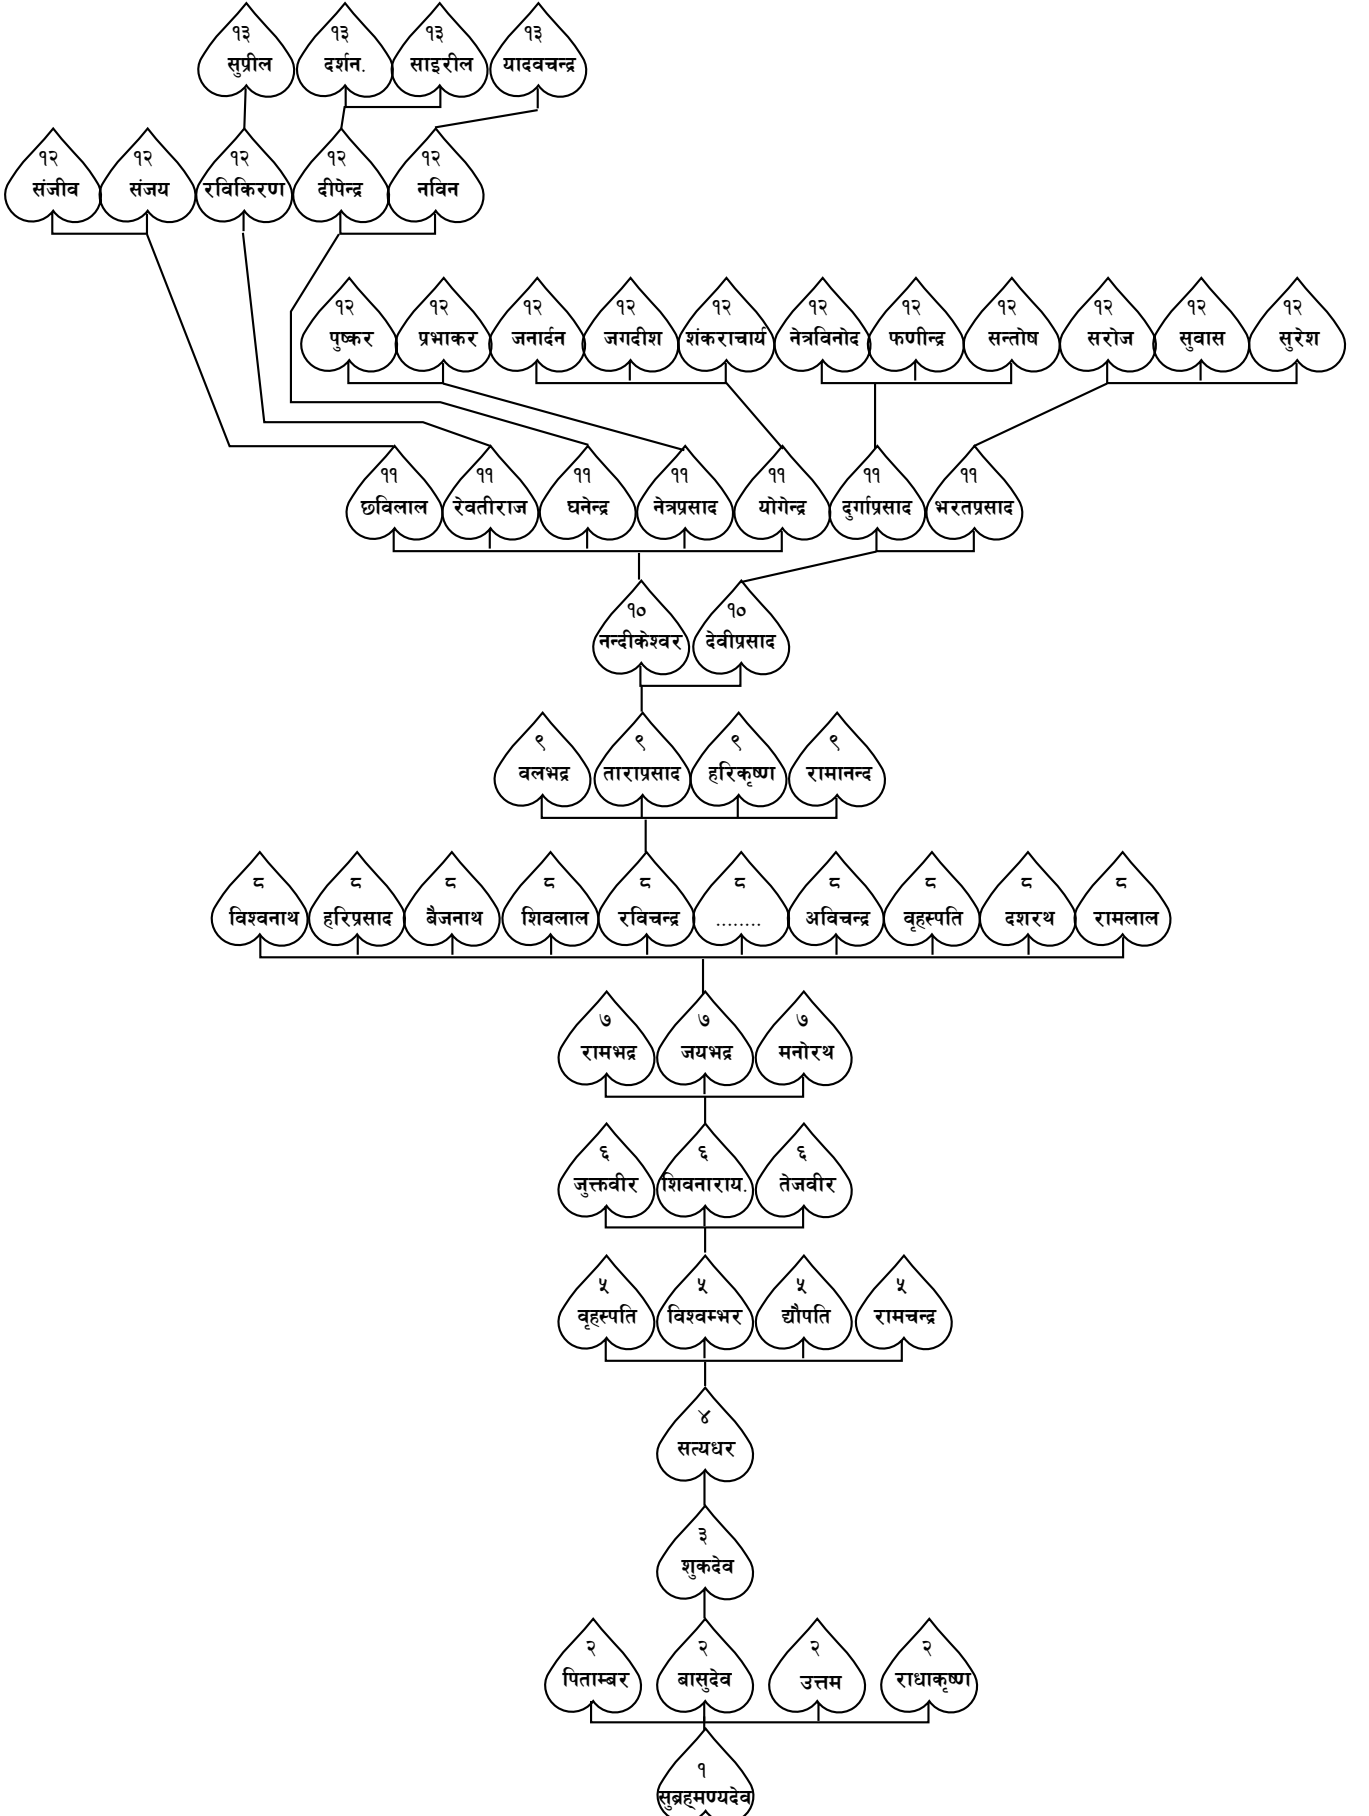 १३ १३ १३ १३
सुप्रील दर्शन. साइरील यादवचन्द्र
१२ १२ १२ १२ १२
संजीव संजय रविकिरण दीपेन्द्र नविन
१२ १२ १२ १२ १२ १२ १२ १२ १२ १२ १२
पुष्कर प्रभाकर जनार्दन जगदीश शंकराचार्य नेत्रविनोद फणीन्द्र सन्तोष सरोज सुवास सुरेश
११ ११ ११ ११ ११ ११ ११
छविलाल रेवतीराज घनेन्द्र नेत्रप्रसाद योगेन्द्र दुर्गाप्रसाद भरतप्रसाद
१० १०
नन्दीकेश्वर देवीप्रसाद
९ ९ ९ ९
वलभद्र ताराप्रसाद हरिकृष्ण रामानन्द
८ ८ ८ ८ ८ ८ ८ ८ ८ ८
विश्वनाथ हरिप्रसाद बैजनाथ शिवलाल रविचन्द्र ........ अविचन्द्र वृहस्पति दशरथ रामलाल
७ ७ ७
रामभद्र जयभद्र मनोरथ
६ ६ ६
जुक्तवीर शिवनाराय. तेजवीर
५ ५ ५ ५
वृहस्पति विश्वम्भर द्यौपति रामचन्द्र
४
सत्यधर
३
शुकदेव
२ २ २ २
पिताम्बर बासुदेव उत्तम राधाकृष्ण
१
सुब्रह्मण्यदेव